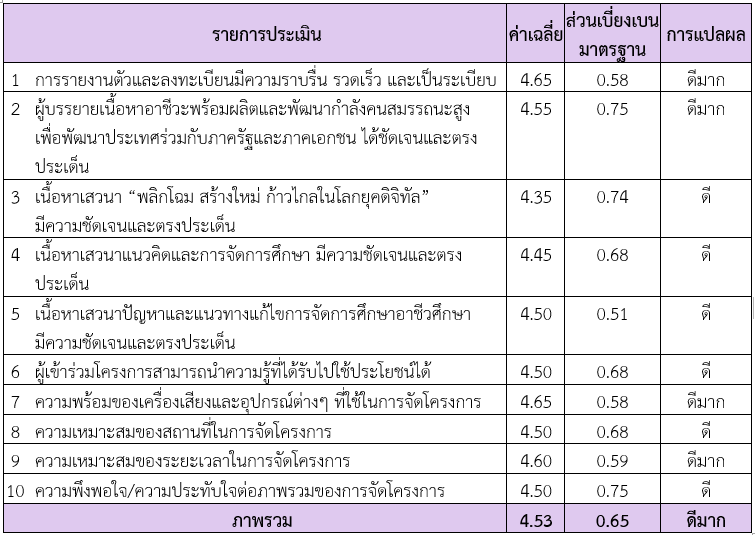 รายการประเมิน ค่าเฉลี่ย ส่วนเบี่ยงเบนมาตรฐาน การแปลผล
1 การรายงานตัวและลงทะเบียนมีความราบรื่น รวดเร็ว และเป็นระเบียบ 4.65 0.58 ดีมาก
2 ผู้บรรยายเนื้อหาอาชีวะพร้อมผลิตและพัฒนากำลังคนสมรรถนะสูง 4.55 0.75 ดีมาก
เพื่อพัฒนาประเทศร่วมกับภาครัฐและภาคเอกชน ได้ชัดเจนและตรง
ประเด็น
3 เนื้อหาเสวนา “พลิกโฉม สร้างใหม่ ก้าวไกลในโลกยุคดิจิทัล” 4.35 0.74 ดี
มีความชัดเจนและตรงประเด็น
4 เนื้อหาเสวนาแนวคิดและการจัดการศึกษา มีความชัดเจนและตรง 4.45 0.68 ดี
ประเด็น
5 เนื้อหาเสวนาปัญหาและแนวทางแก้ไขการจัดการศึกษาอาชีวศึกษา 4.50 0.51 ดี
มีความชัดเจนและตรงประเด็น
6 ผู้เข้าร่วมโครงการสามารถนำความรู้ที่ได้รับไปใช้ประโยชน์ได้ 4.50 0.68 ดี
7 ความพร้อมของเครื่องเสียงและอุปกรณ์ต่างๆ ที่ใช้ในการจัดโครงการ 4.65 0.58 ดีมาก
8 ความเหมาะสมของสถานที่ในการจัดโครงการ 4.50 0.68 ดี
9 ความเหมาะสมของระยะเวลาในการจัดโครงการ 4.60 0.59 ดีมาก
10 ความพึงพอใจ/ความประทับใจต่อภาพรวมของการจัดโครงการ 4.50 0.75 ดี
ภาพรวม 4.53 0.65 ดีมาก